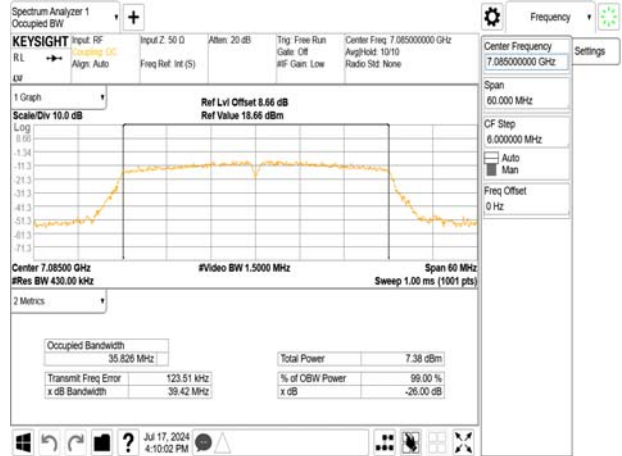 Spectrum Analyzer 1
Occupied BW
Frequency
KEYSIGHT Input: RF Input Z: 50 Ω Atten: 20 dB Trig: Free Run Center Freq: 7.085000000 GHz
RL Coupling: DC Gate: Off Avg|Hold: 10/10
Align: Auto Freq Ref: Int (S) #IF Gain: Low Radio Std: None
LXI
Center Frequency
7.085000000 GHz
Settings
Span
60.000 MHz
CF Step
6.000000 MHz
Auto
Man
Freq Offset
0 Hz
1 Graph
Scale/Div 10.0 dB
Ref Lvl Offset 8.66 dB
Ref Value 18.66 dBm
Log
8.66
-1.34
-11.3
-21.3
-31.3
-41.3
-51.3
-61.3
-71.3
Center 7.08500 GHz #Video BW 1.5000 MHz Span 60 MHz
#Res BW 430.00 kHz Sweep 1.00 ms (1001 pts)
2 Metrics
Occupied Bandwidth
35.826 MHz Total Power 7.38 dBm
Transmit Freq Error 123.51 kHz % of OBW Power 99.00 %
x dB Bandwidth 39.42 MHz x dB -26.00 dB
? Jul 17, 2024
4:10:02 PM